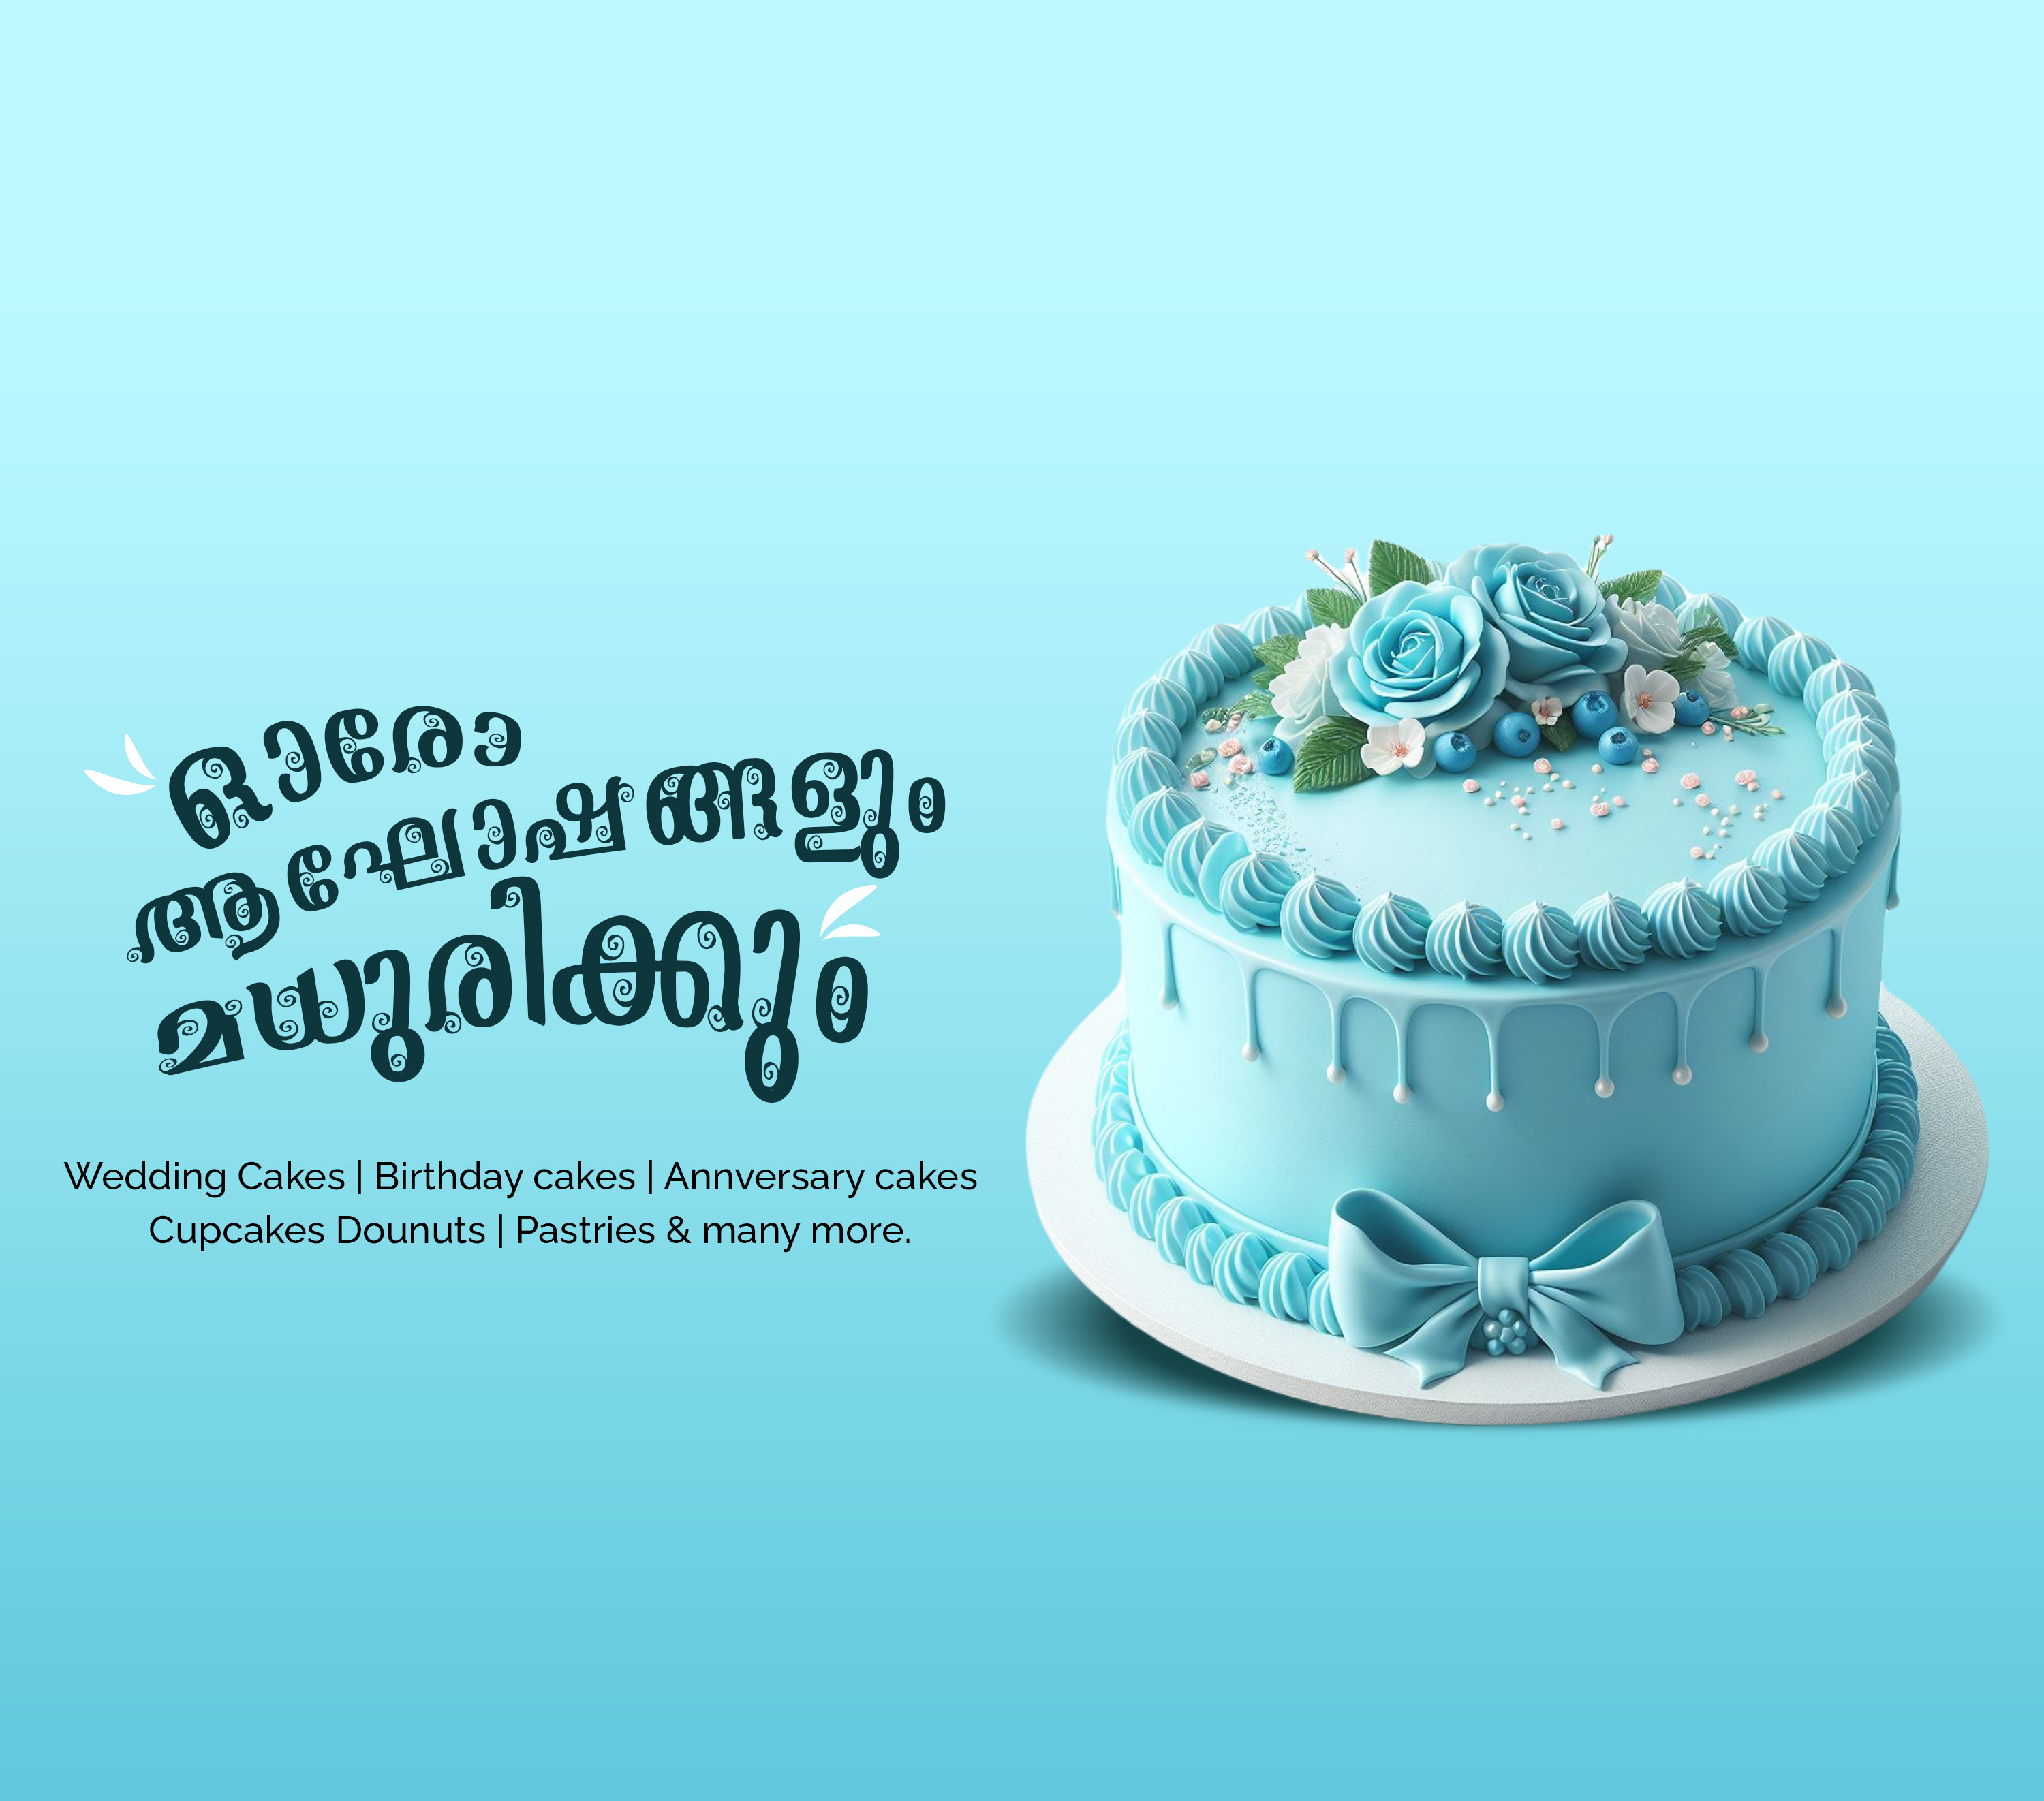 ഓരോ
ആഘോഷങ്ങളും
മധുരിക്കും
Wedding Cakes | Birthday cakes | Annversary cakes
Cupcakes Dounuts | Pastries & many more.